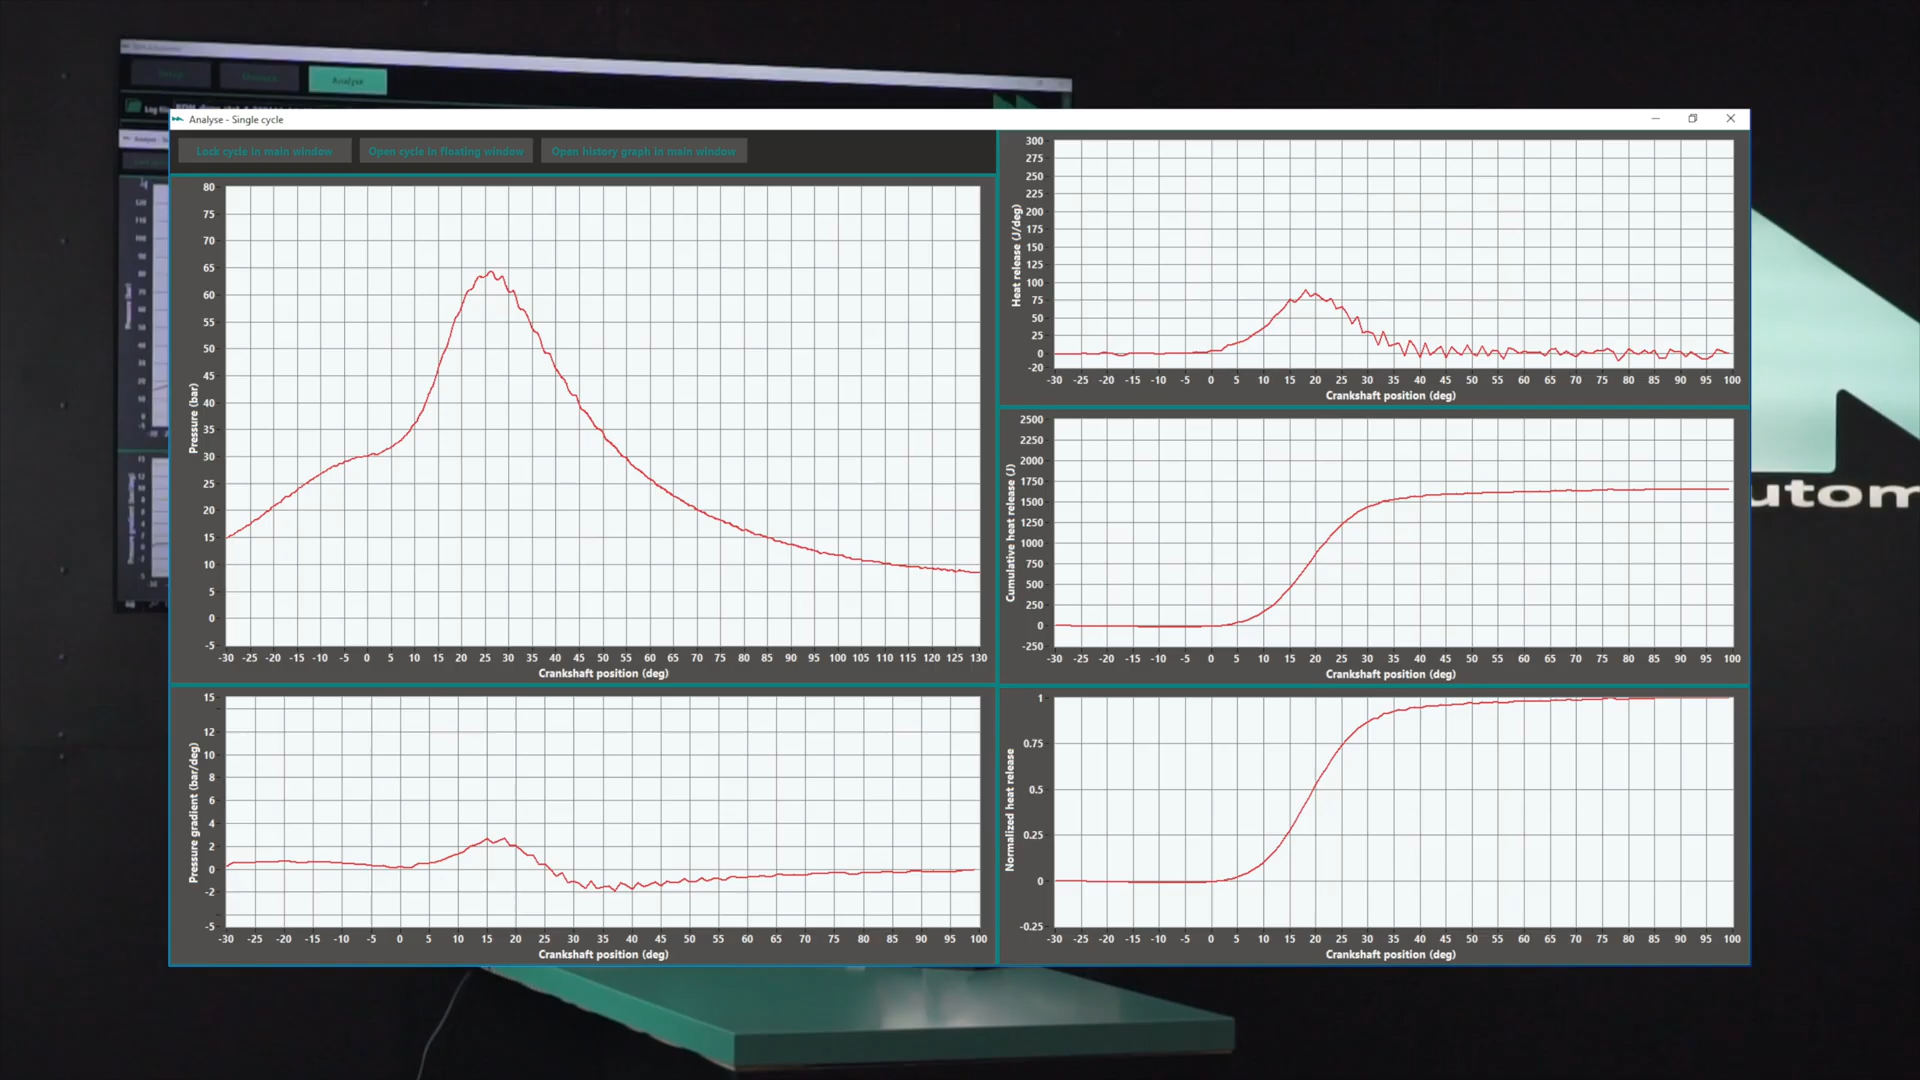 Analyse
Log file
Analyse - Single cycle
Lock cycle in main window
Open cycle in floating window
Open history graph in main window
80
75
70
65
60
55
50
45
40
35
30
25
20
15
10
5
0
-5
Pressure (bar)
-30 -25 -20 -15 -10 -5 0 5 10 15 20 25 30 35 40 45 50 55 60 65 70 75 80 85 90 95 100 105 110 115 120 125 130
Crankshaft position (deg)
15
12
10
8
6
4
2
0
-2
-5
Pressure gradient (bar/deg)
-30 -25 -20 -15 -10 -5 0 5 10 15 20 25 30 35 40 45 50 55 60 65 70 75 80 85 90 95 100
Crankshaft position (deg)
300
275
250
225
200
175
150
125
100
75
50
25
0
-20
Heat release (J/deg)
-30 -25 -20 -15 -10 -5 0 5 10 15 20 25 30 35 40 45 50 55 60 65 70 75 80 85 90 95 100
Crankshaft position (deg)
2500
2250
2000
1750
1500
1250
1000
750
500
250
0
-250
Cumulative heat release (J)
-30 -25 -20 -15 -10 -5 0 5 10 15 20 25 30 35 40 45 50 55 60 65 70 75 80 85 90 95 100
Crankshaft position (deg)
1
0.75
0.5
0.25
0
-0.25
Normalized heat release
-30 -25 -20 -15 -10 -5 0 5 10 15 20 25 30 35 40 45 50 55 60 65 70 75 80 85 90 95 100
Crankshaft position (deg)
utom